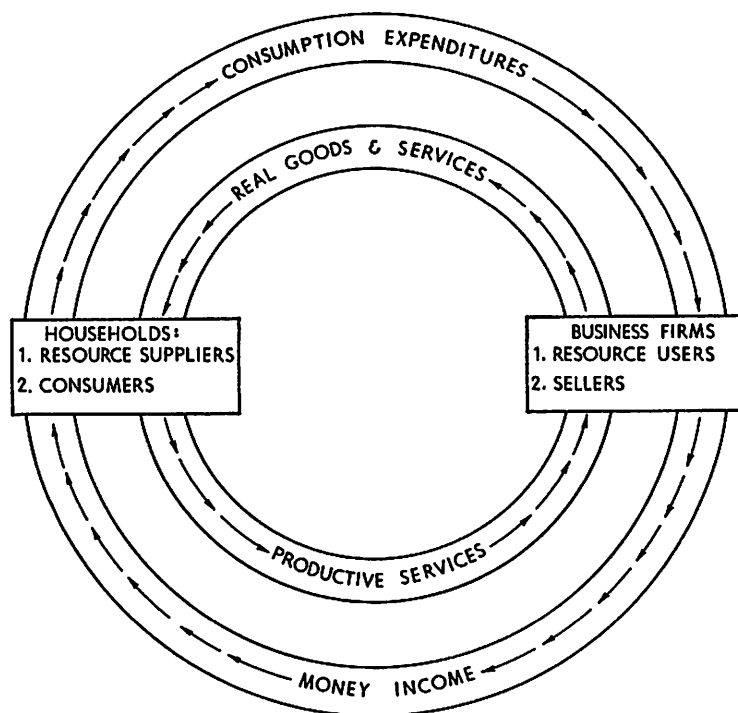 CONSUMPTION EXPENDITURES
REAL GOODS & SERVICES
HOUSEHOLDS:
1. RESOURCE SUPPLIERS
2. CONSUMERS
BUSINESS FIRMS
1. RESOURCE USERS
2. SELLERS
PRODUCTIVE SERVICES
MONEY INCOME